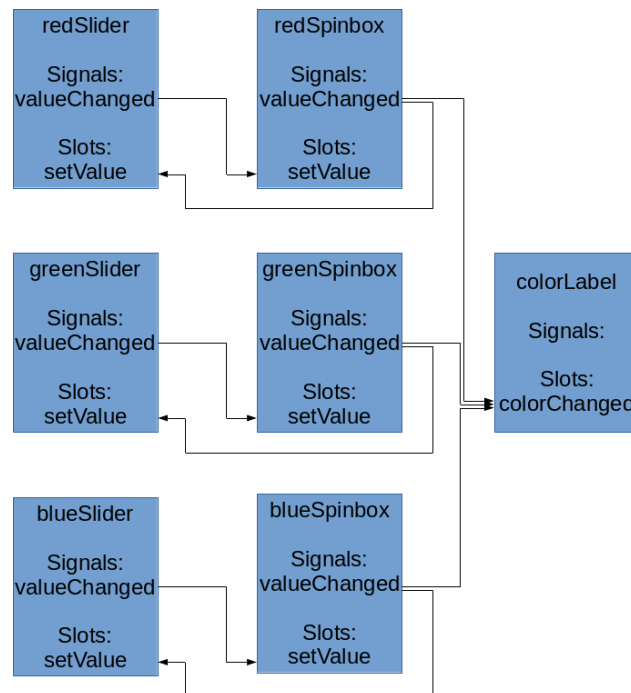 redSlider
Signals:
valueChanged
Slots:
setValue
redSpinbox
Signals:
valueChanged
Slots:
setValue
greenSlider
Signals:
valueChanged
Slots:
setValue
greenSpinbox
Signals:
valueChanged
Slots:
setValue
colorLabel
Signals:
Slots:
colorChanged
blueSlider
Signals:
valueChanged
Slots:
setValue
blueSpinbox
Signals:
valueChanged
Slots:
setValue